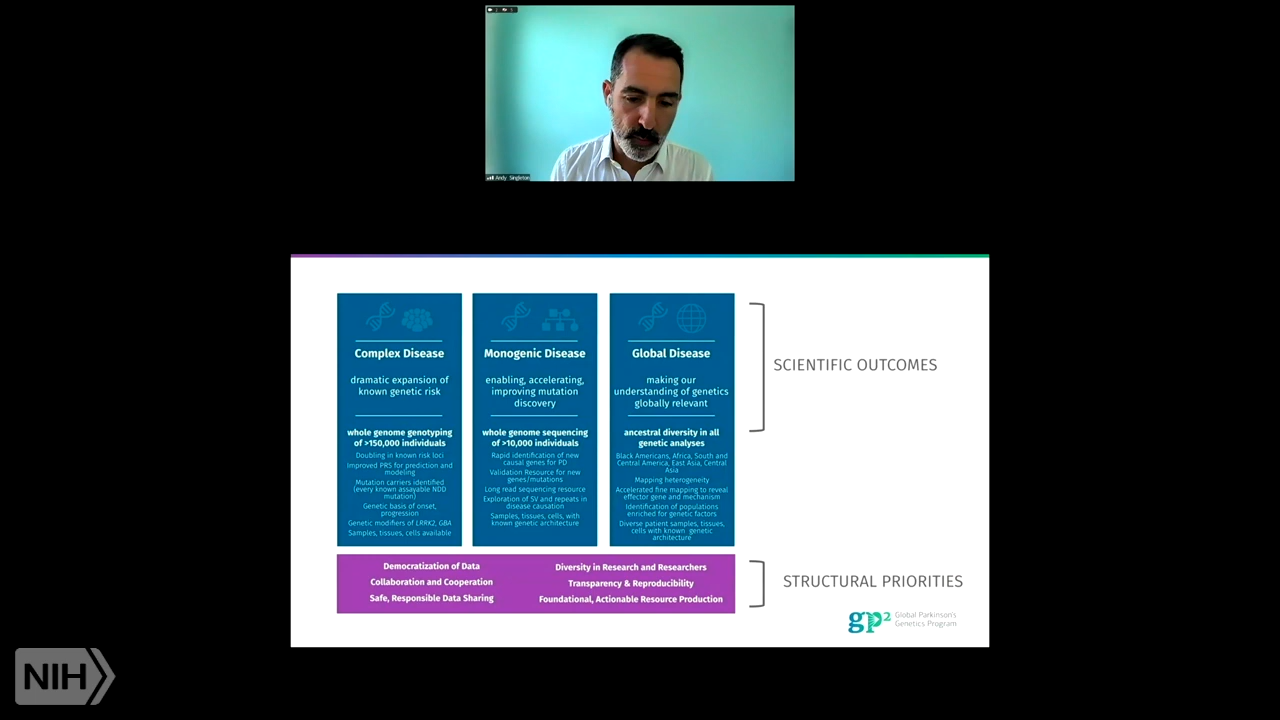 Andy Singleton
Complex Disease
dramatic expansion of
known genetic risk
whole genome genotyping
of >150,000 individuals
Doubling in known risk loci
Improved PRS for prediction and
modeling
Mutation carriers identified
(every known assayable NDD
mutation)
Genetic basis of onset,
progression
Genetic modifiers of LRRK2, GBA
Samples, tissues, cells available
Monogenic Disease
enabling, accelerating,
improving mutation
discovery
whole genome sequencing
of >10,000 individuals
Rapid identification of new
causal genes for PD
Validation Resource for new
genes/mutations
Long read sequencing resource
Exploration of SV and repeats in
disease causation
Samples, tissues, cells, with
known genetic architecture
Global Disease
making our
understanding of genetics
globally relevant
ancestral diversity in all
genetic analyses
Black Americans, Africa, South and
Central America, East Asia, Central
Asia
Mapping heterogeneity
Accelerated fine mapping to reveal
effector gene and mechanism
Identification of populations
enriched for genetic factors
Diverse patient samples, tissues,
cells with known genetic
architecture
SCIENTIFIC OUTCOMES
Democratization of Data
Collaboration and Cooperation
Safe, Responsible Data Sharing
Diversity in Research and Researchers
Transparency & Reproducibility
Foundational, Actionable Resource Production
STRUCTURAL PRIORITIES
gp2 Global Parkinson's
Genetics Program
NIH